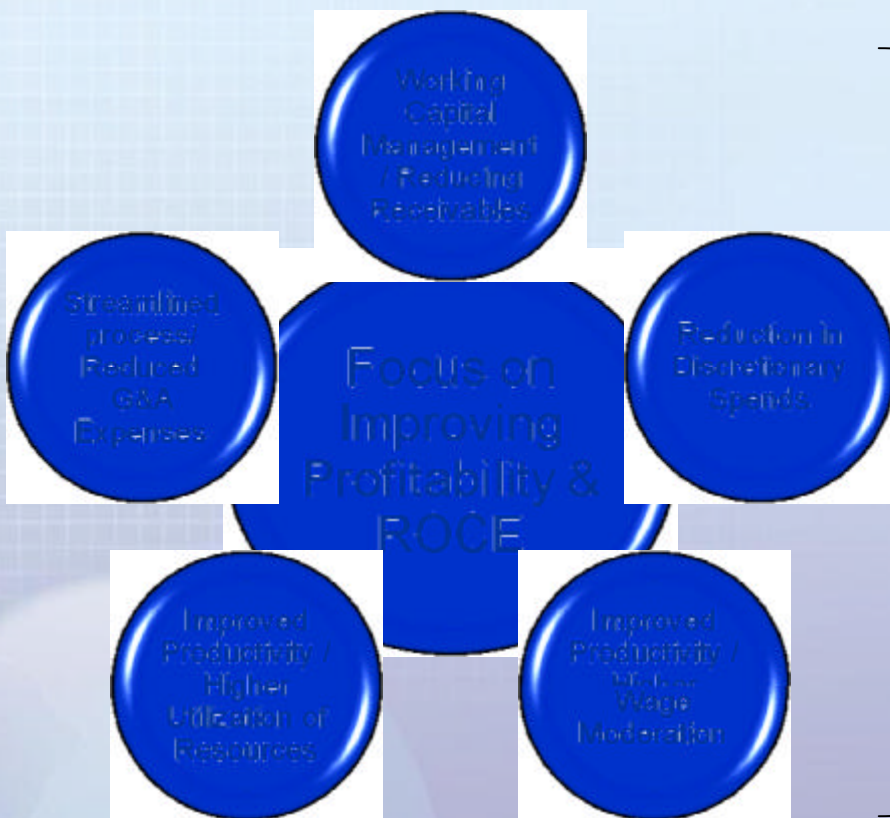 Working
Capital
Management
/ Reducing
Receivables
Streamlined
process/
Reduced
G&A
Expenses
Focus on
Improving
Profitability &
ROCE
Reduction in
Discretionary
Spends
Improved
Productivity /
Higher
Utilization of
Resources
Improved
Productivity /
Wage
Moderation